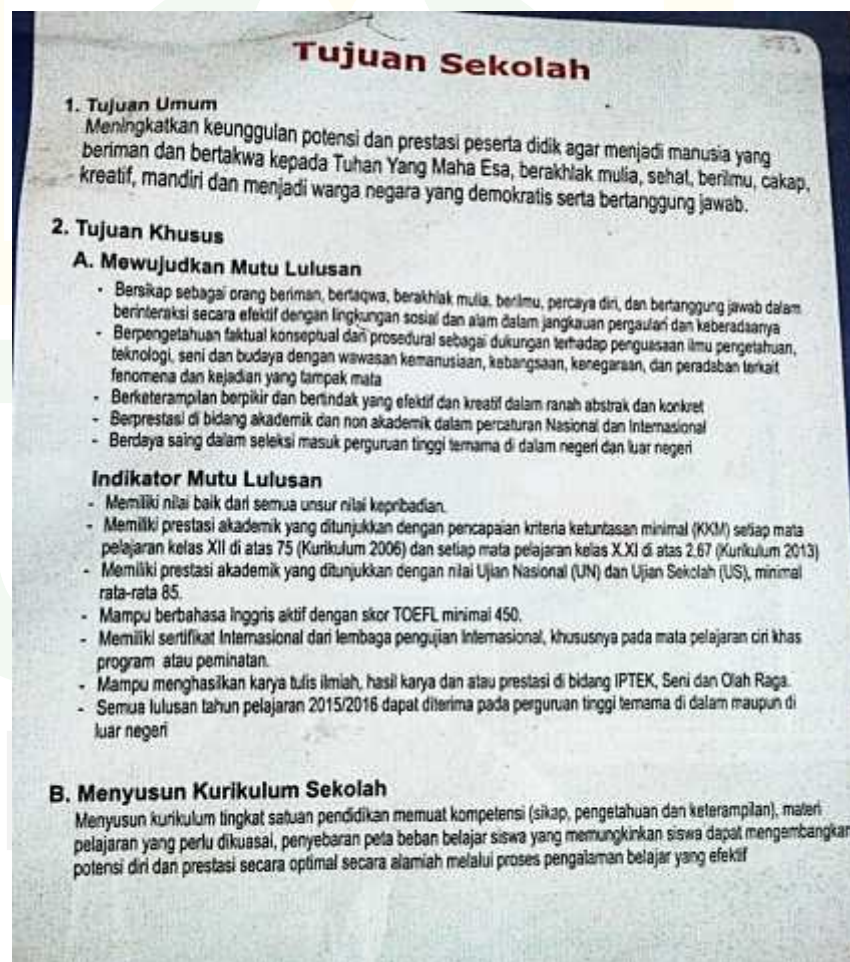 Tujuan Sekolah
1. Tujuan Umum
Meningkatkan keunggulan potensi dan prestasi peserta didik agar menjadi manusia yang
beriman dan bertakwa kepada Tuhan Yang Maha Esa, berakhlak mulia, sehat, berilmu, cakap,
kreatif, mandiri dan menjadi warga negara yang demokratis serta bertanggung jawab.
2. Tujuan Khusus
A. Mewujudkan Mutu Lulusan
- Bersikap sebagai orang beriman, bertaqwa, berakhlak mulia, berilmu, percaya diri, dan bertanggung jawab dalam
berinteraksi secara efektif dengan lingkungan sosial dan alam dalam jangkauan pergaulan dan keberadaanya
- Berpengetahuan faktual konseptual dan prosedural sebagai dukungan terhadap penguasaan ilmu pengetahuan,
teknologi, seni dan budaya dengan wawasan kemanusiaan, kebangsaan, kenegaraan, dan peradaban terkait
fenomena dan kejadian yang tampak mata
- Berketerampilan berpikir dan bertindak yang efektif dan kreatif dalam ranah abstrak dan konkret
- Berprestasi di bidang akademik dan non akademik dalam percaturan Nasional dan Internasional
- Berdaya saing dalam seleksi masuk perguruan tinggi ternama di dalam negeri dan luar negeri
Indikator Mutu Lulusan
- Memiliki nilai baik dari semua unsur nilai kepribadian.
- Memiliki prestasi akademik yang ditunjukkan dengan pencapaian kriteria ketuntasan minimal (KKM) setiap mata
pelajaran kelas XII di atas 75 (Kurikulum 2006) dan setiap mata pelajaran kelas X.XI di atas 2.67 (Kurikulum 2013)
- Memiliki prestasi akademik yang ditunjukkan dengan nilai Ujian Nasional (UN) dan Ujian Sekolah (US), minimal
rata-rata 85.
- Mampu berbahasa Inggris aktif dengan skor TOEFL minimal 450.
- Memiliki sertifikat Internasional dari lembaga pengujian Internasional, khususnya pada mata pelajaran ciri khas
program atau peminatan.
- Mampu menghasilkan karya tulis ilmiah, hasil karya dan atau prestasi di bidang IPTEK, Seni dan Olah Raga.
- Semua lulusan tahun pelajaran 2015/2016 dapat diterima pada perguruan tinggi ternama di dalam maupun di
luar negeri
B. Menyusun Kurikulum Sekolah
Menyusun kurikulum tingkat satuan pendidikan memuat kompetensi (sikap, pengetahuan dan keterampilan), materi
pelajaran yang perlu dikuasai, penyebaran peta beban belajar siswa yang memungkinkan siswa dapat mengembangkan
potensi diri dan prestasi secara optimal secara alamiah melalui proses pengalaman belajar yang efektif